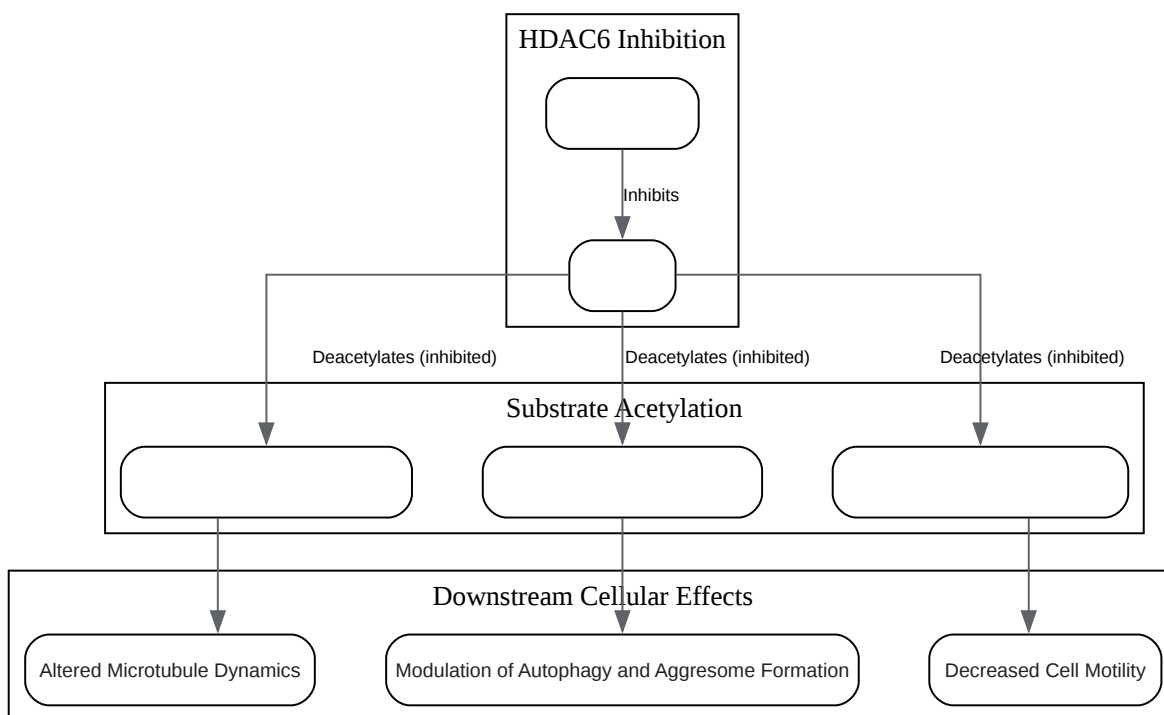 HDAC6 Inhibition
Inhibits
Deacetylates (inhibited)
Deacetylates (inhibited)
Deacetylates (inhibited)
Substrate Acetylation
Downstream Cellular Effects
Altered Microtubule Dynamics
Modulation of Autophagy and Aggresome Formation
Decreased Cell Motility